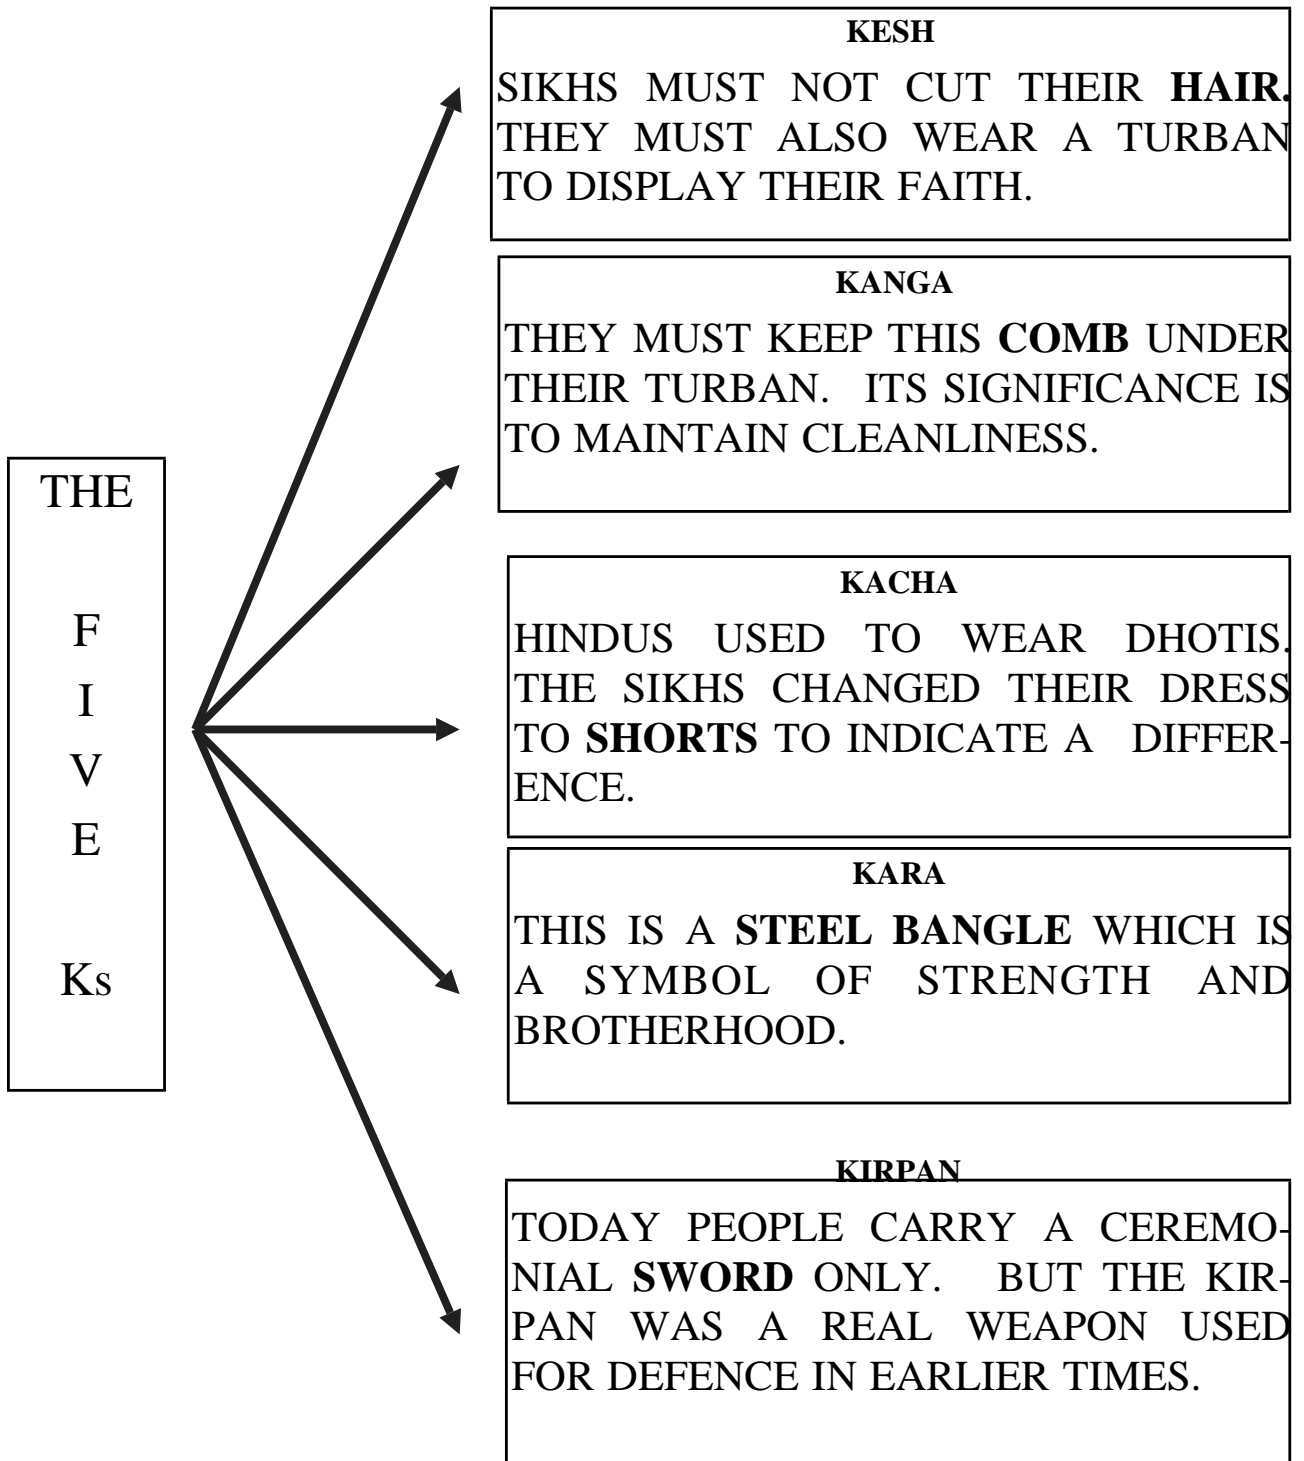 THE
F
I
V
E
Ks
KESH
SIKHS MUST NOT CUT THEIR HAIR.
THEY MUST ALSO WEAR A TURBAN
TO DISPLAY THEIR FAITH.
KANGA
THEY MUST KEEP THIS COMB UNDER
THEIR TURBAN. ITS SIGNIFICANCE IS
TO MAINTAIN CLEANLINESS.
KACHA
HINDUS USED TO WEAR DHOTIS.
THE SIKHS CHANGED THEIR DRESS
TO SHORTS TO INDICATE A DIFFER-
ENCE.
KARA
THIS IS A STEEL BANGLE WHICH IS
A SYMBOL OF STRENGTH AND
BROTHERHOOD.
KIRPAN
TODAY PEOPLE CARRY A CEREMO-
NIAL SWORD ONLY. BUT THE KIR-
PAN WAS A REAL WEAPON USED
FOR DEFENCE IN EARLIER TIMES.